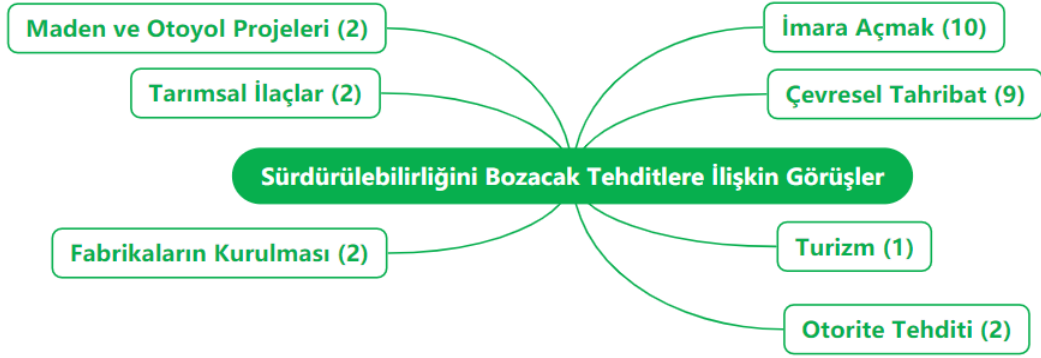 Maden ve Otoyol Projeleri (2)
İmara Açmak (10)
Tarımsal İlaçlar (2)
Çevresel Tahribat (9)
Sürdürülebilirliğini Bozacak Tehditlere İlişkin Görüşler
Fabrikaların Kurulması (2)
Turizm (1)
Otorite Tehditi (2)